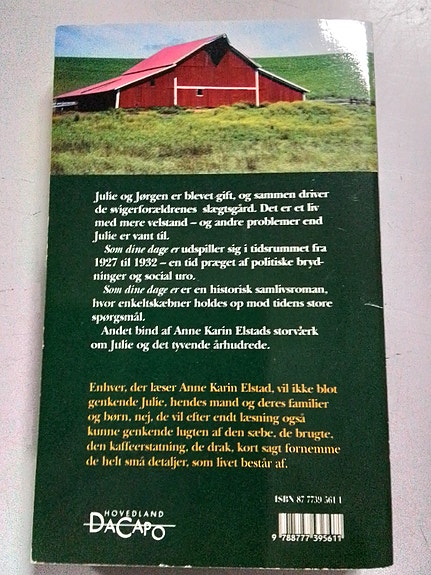 Julie og Jørgen er blevet gift, og sammen driver
de svigerforældrenes slægtsgård. Det er et liv
med mere velstand – og andre problemer end
Julie er vant til.
Som dine dage er udspiller sig i tidsrummet fra
1927 til 1932 – en tid præget af politiske bryd-
ninger og social uro.
Som dine dage er er en historisk samlivsroman,
hvor enkeltskæbner holdes op mod tidens store
spørgsmål.
Andet bind af Anne Karin Elstads storværk
om Julie og det tyvende århudrede.
Enhver, der læser Anne Karin Elstad, vil ikke blot
genkende Julie, hendes mand og deres familier
og børn, nej, de vil efter endt læsning også
kunne genkende lugten af den sæbe, de brugte,
den kaffeerstatning, de drak, kort sagt fornemme
de helt små detaljer, som livet består af.
ISBN 87 7739 561 1
9 788777 395611
HOVEDLAND
DACAPO